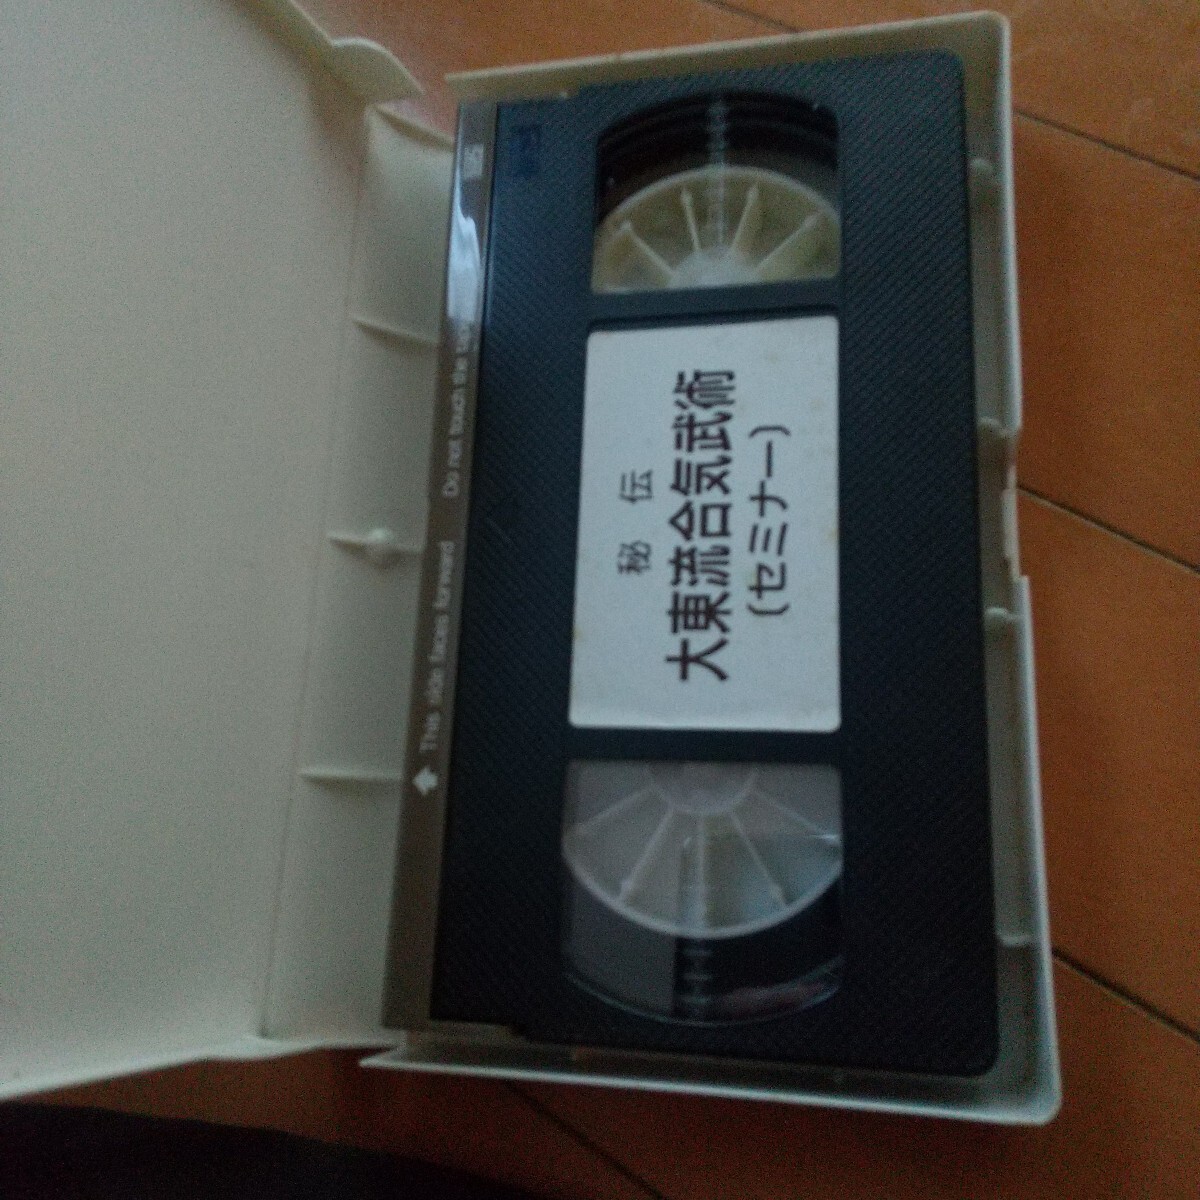 秘伝
大東流合気武術
(セミナー)
This side faces forward
Do not touch the
VHS